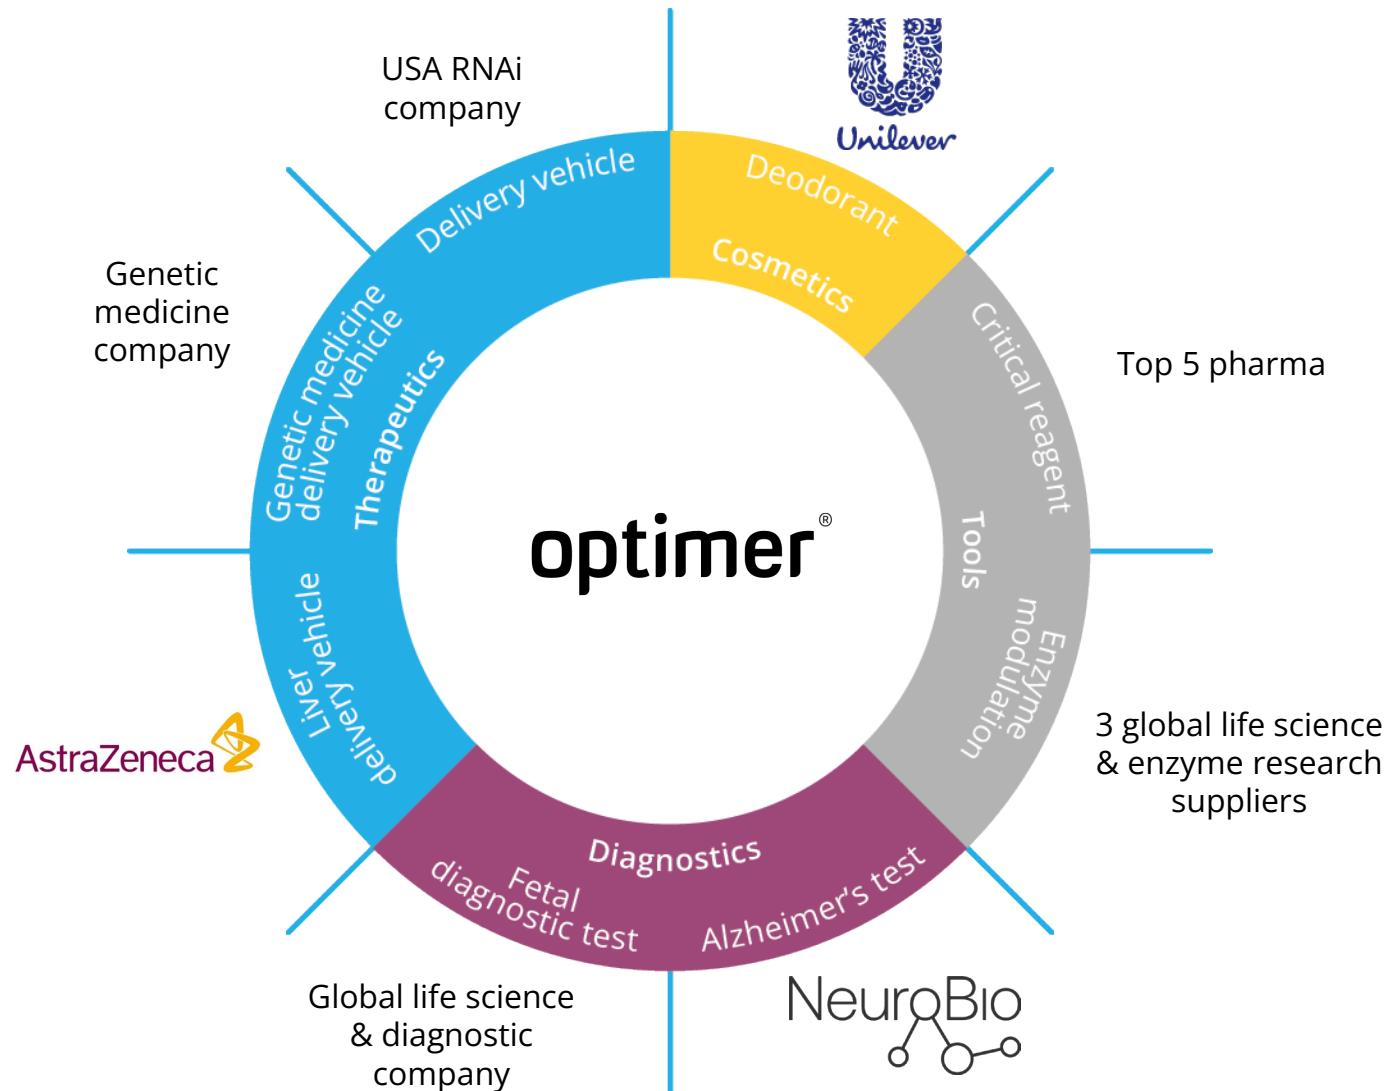 USA RNAi
company
Unilever
Delivery vehicle
Deodorant
Cosmetics
Genetic
medicine
company
Genetic medicine
delivery vehicle
Therapeutics
Critical reagent
Top 5 pharma
optimer®
Tools
Enzyme
modulation
3 global life science
& enzyme research
suppliers
Liver
delivery vehicle
AstraZeneca
Diagnostics
Fetal
diagnostic test
Alzheimer's test
Global life science
& diagnostic
company
NeuroBio